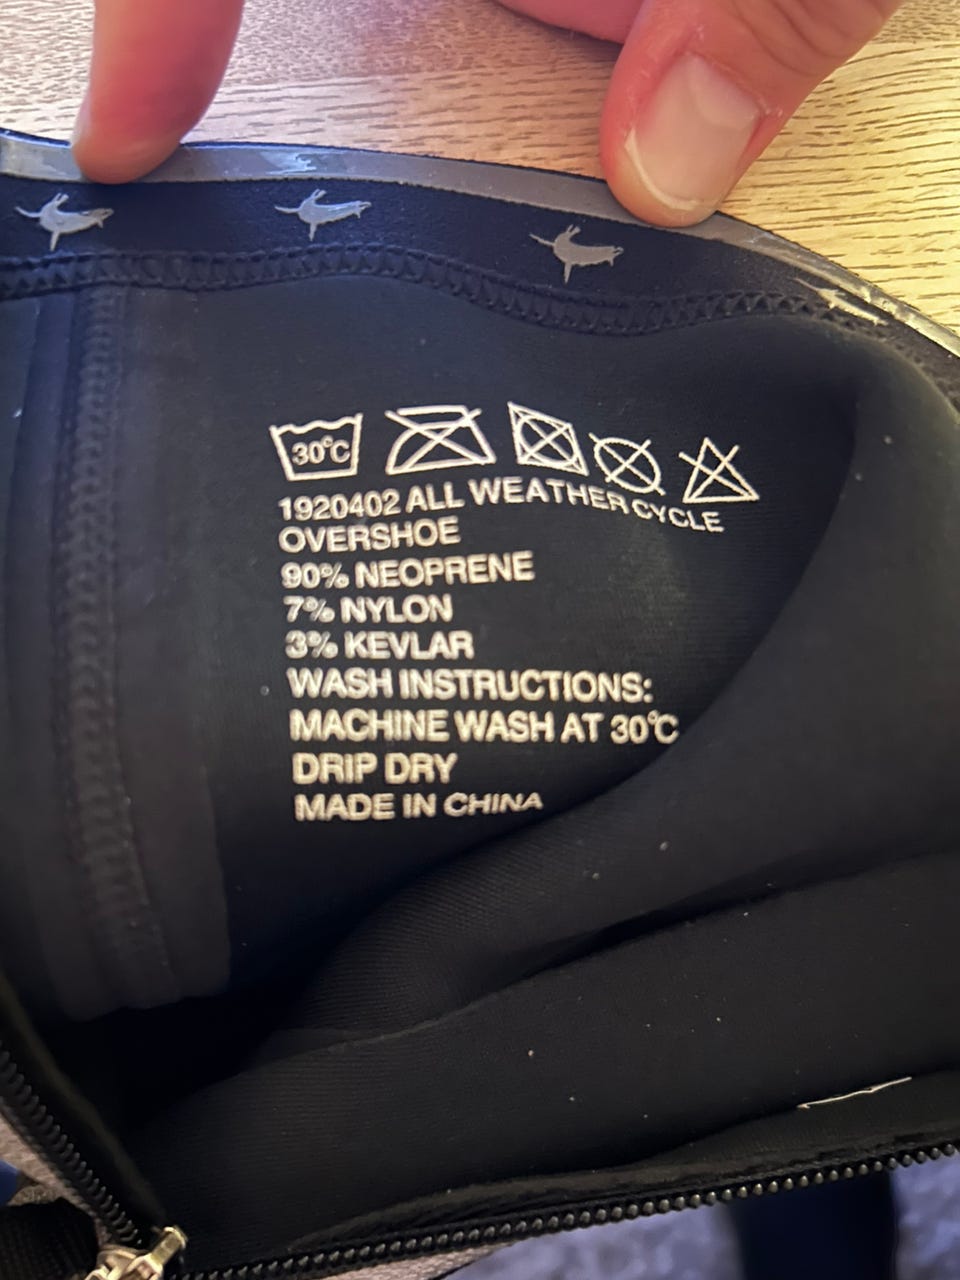 30°C
1920402 ALL WEATHER CYCLE
OVERSHOE
90% NEOPRENE
7% NYLON
3% KEVLAR
WASH INSTRUCTIONS:
MACHINE WASH AT 30°C
DRIP DRY
MADE IN CHINA